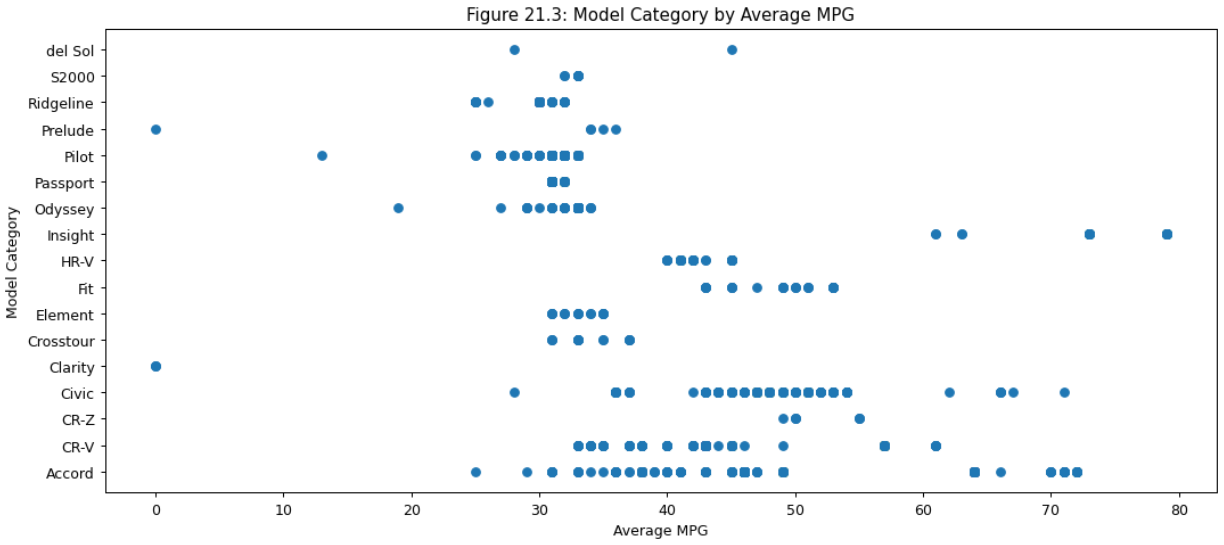 Figure 21.3: Model Category by Average MPG
Model Category
del Sol
S2000
Ridgeline
Prelude
Pilot
Passport
Odyssey
Insight
HR-V
Fit
Element
Crosstour
Clarity
Civic
CR-Z
CR-V
Accord
0 10 20 30 40 50 60 70 80
Average MPG